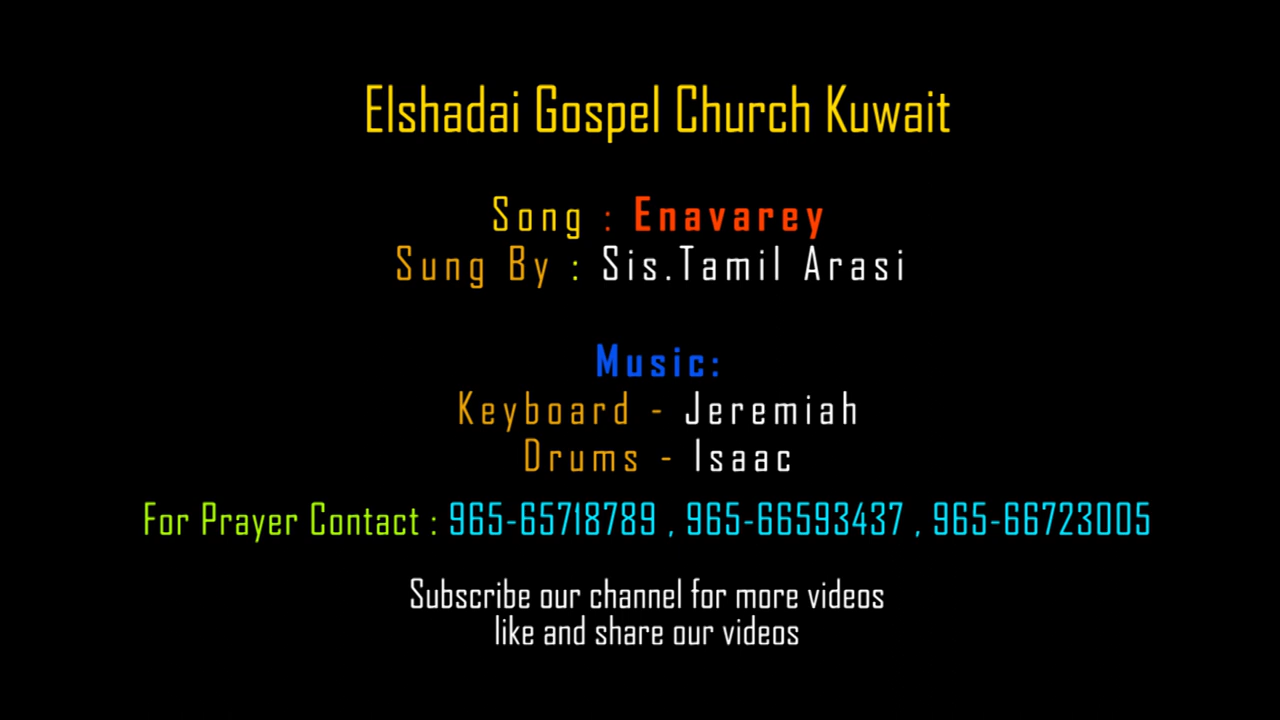 Elshadai Gospel Church Kuwait
Song : Enavarey
Sung By : Sis.Tamil Arasi
Music:
Keyboard - Jeremiah
Drums - Isaac
For Prayer Contact : 965-65718789 , 965-66593437 , 965-66723005
Subscribe our channel for more videos
like and share our videos